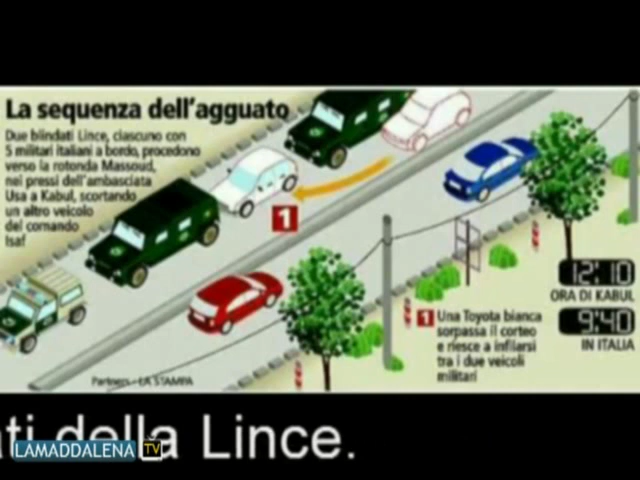 La sequenza dell'agguato
Due blindati Lince, ciascuno con
5 militari italiani a bordo, procedono
verso la rotonda Massoud,
nei pressi dell'ambasciata
Usa a Kabul, scortando
un altro veicolo
del comando
Isaf
1
12:10
ORA DI KABUL
9:40
IN ITALIA
1 Una Toyota bianca
sorpassa il corteo
e riesce a infilarsi
tra i due veicoli
militari
Partners - LA STAMPA
ati della Lince.
LAMADDALENA TV